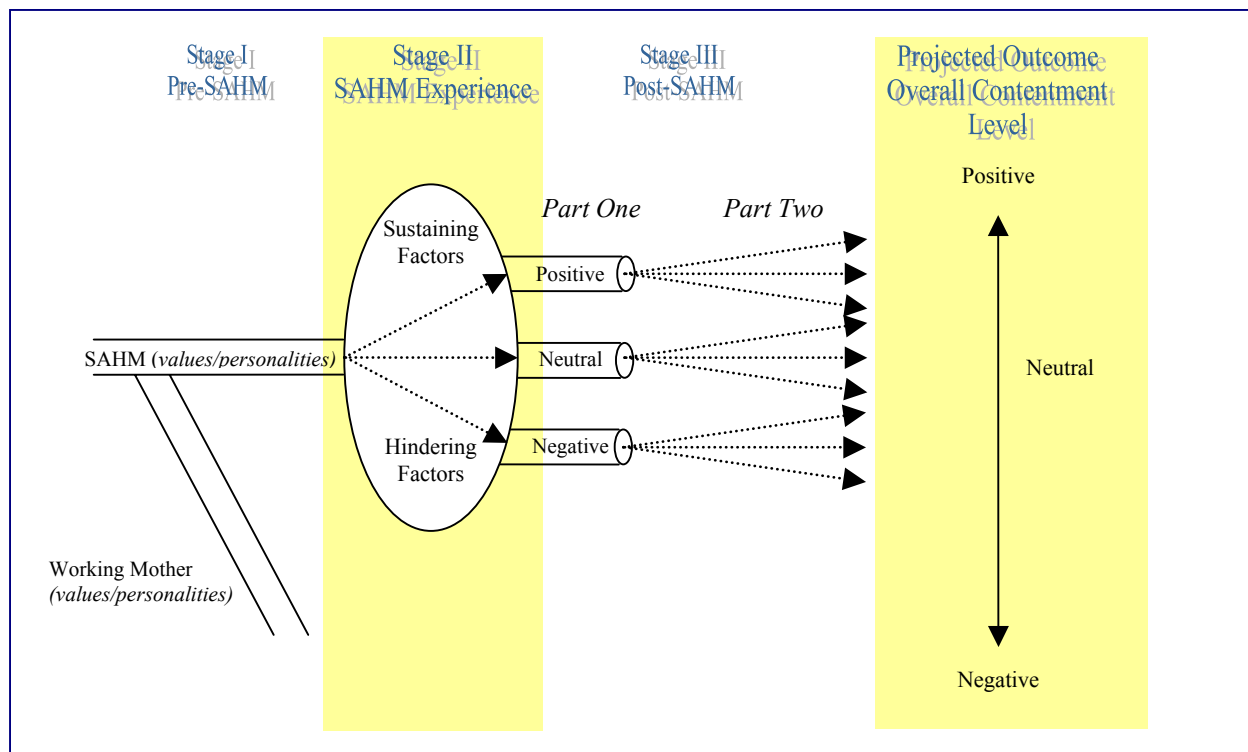 Stage I
Pre-SAHM
Stage II
SAHM Experience
Stage III
Post-SAHM
Projected Outcome
Overall Contentment
Level
Positive
Part One
Part Two
Sustaining
Factors
Positive
SAHM (values/personalities)
Neutral
Neutral
Hindering
Factors
Negative
Working Mother
(values/personalities)
Negative